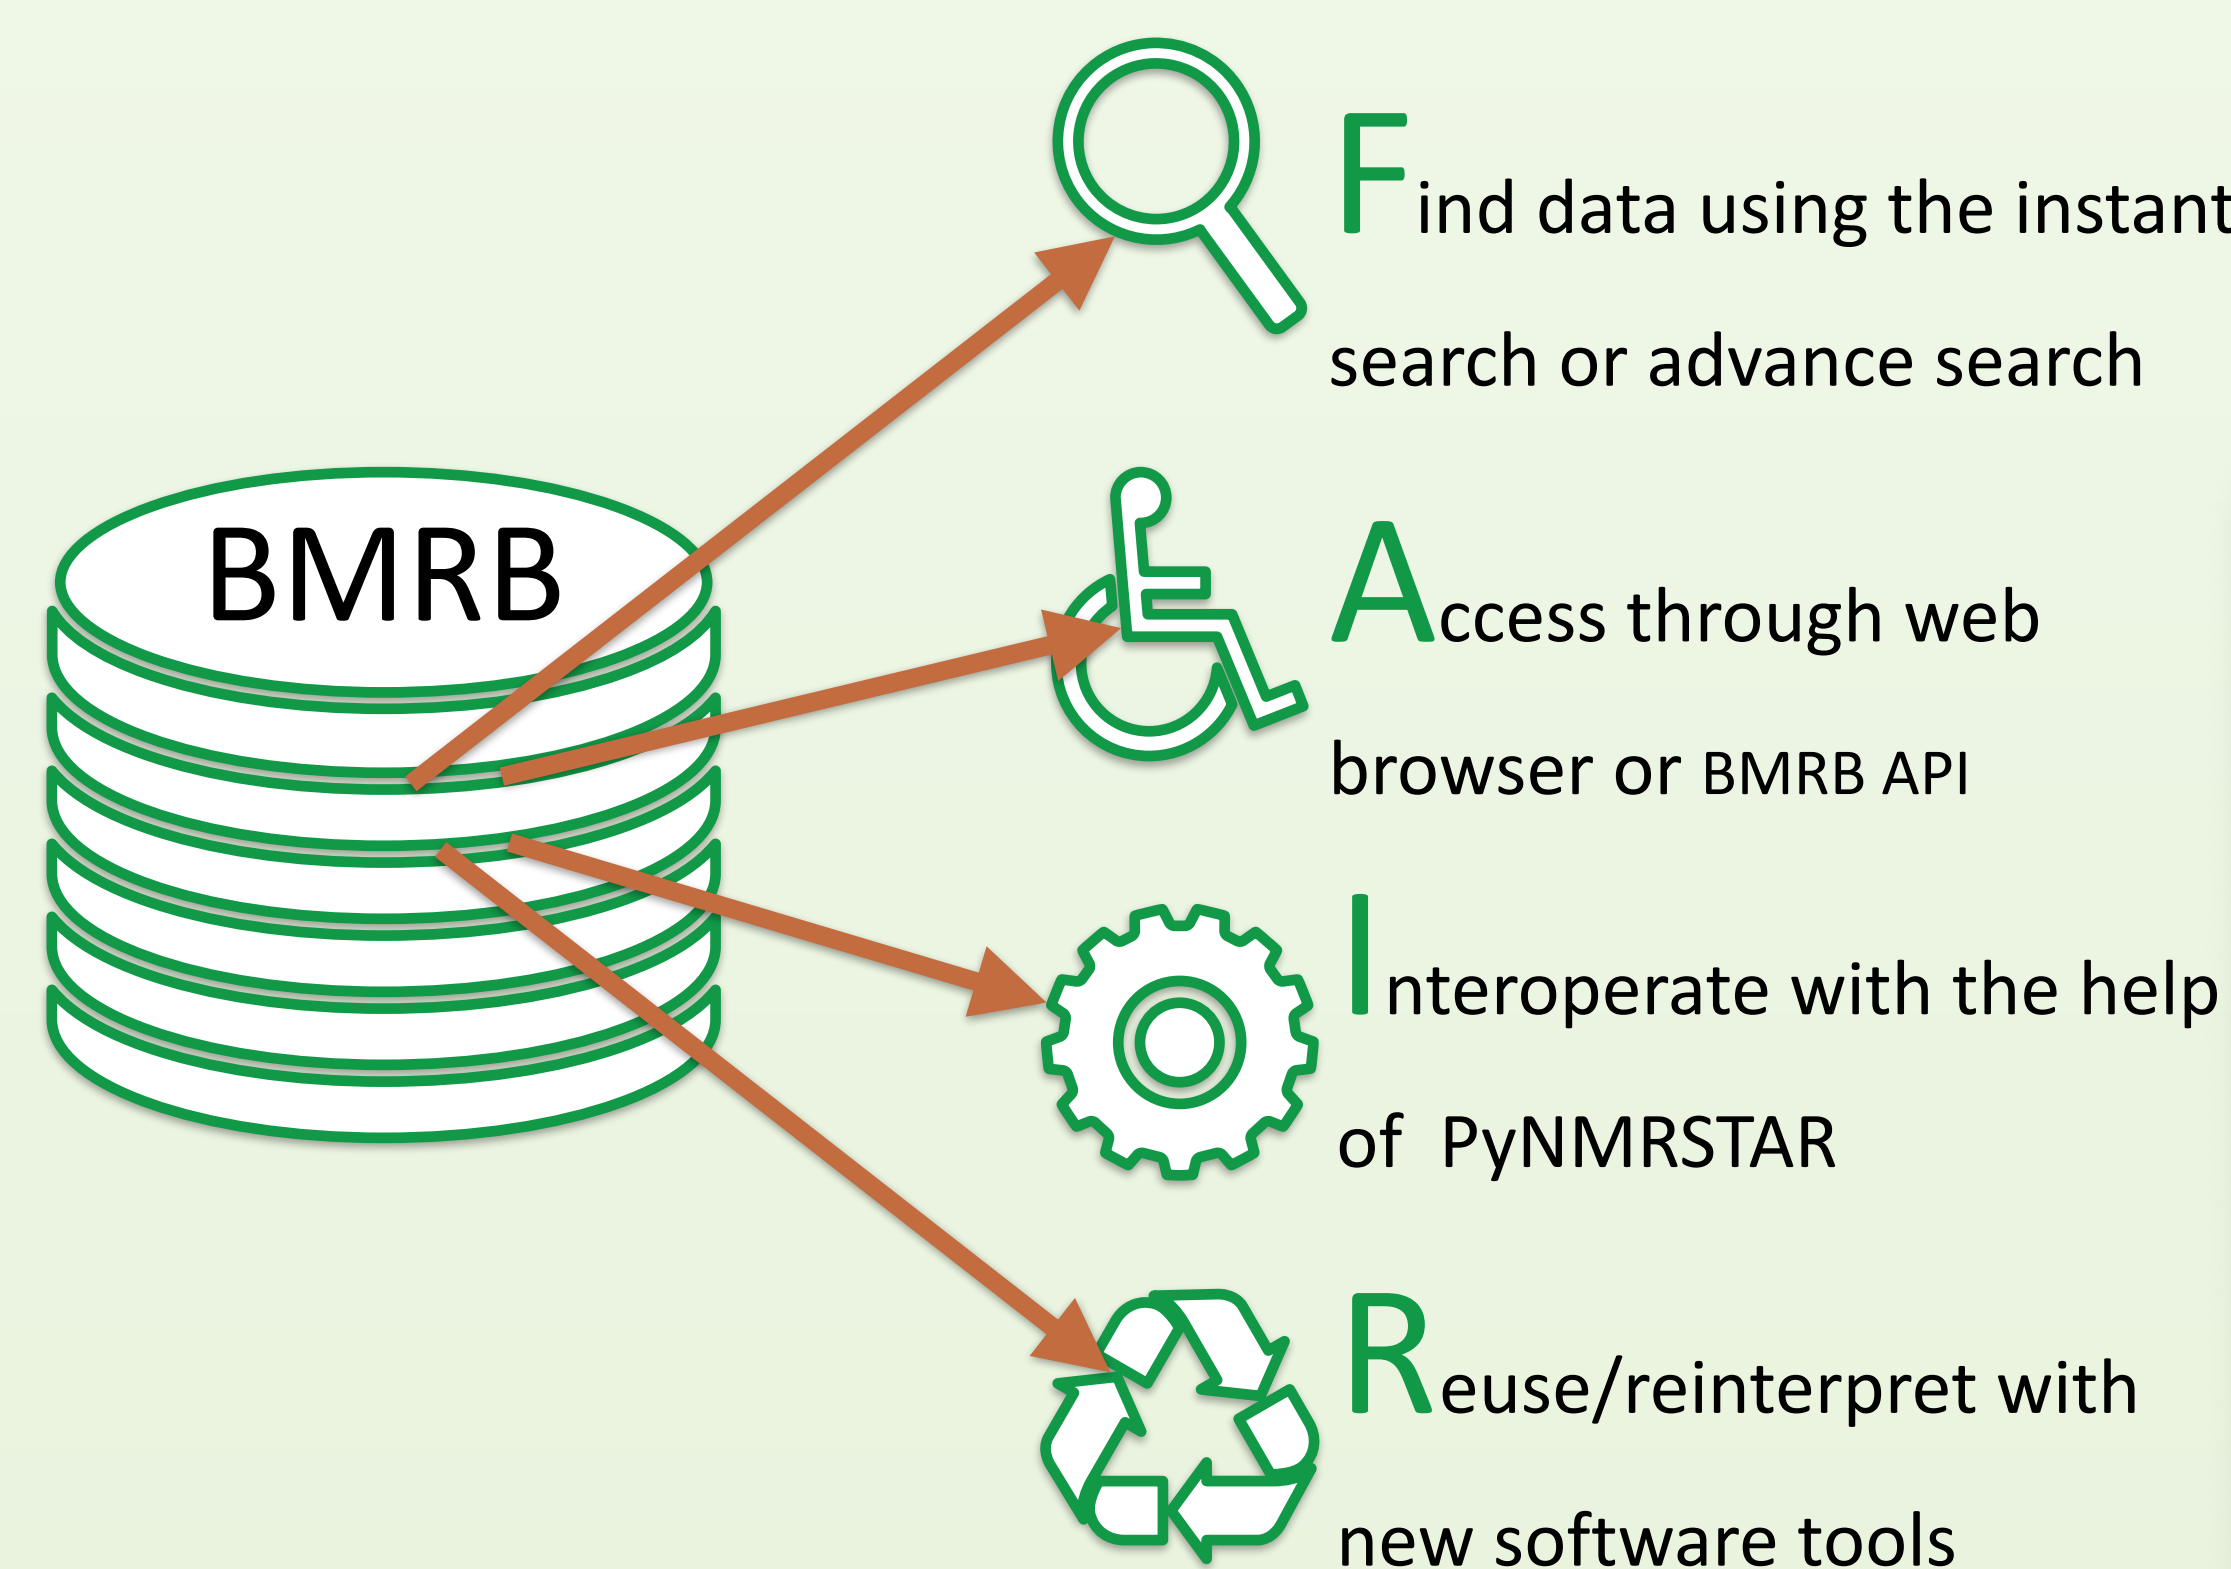 BMRB
Find data using the instant
search or advance search
Access through web
browser or BMRB API
Interoperate with the help
of PyNMRSTAR
Reuse/reinterpret with
new software tools